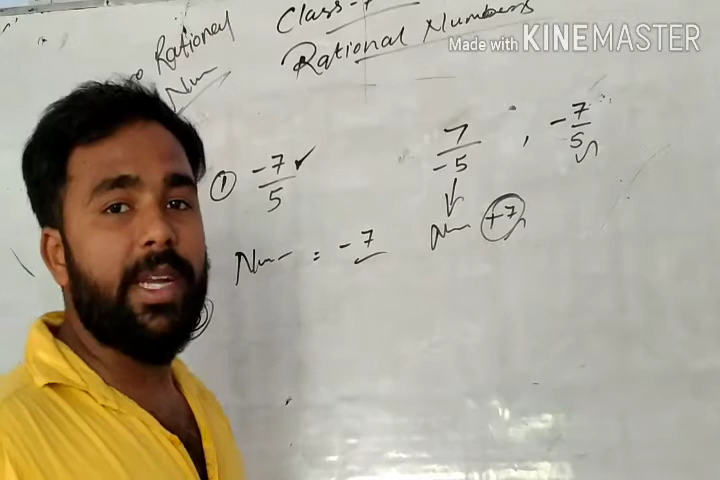 Class-7
Rational Numbers
Made with KINEMASTER
Num
① -7/5 ✓
7/-5 , -7/5
Num = -7
Num +7